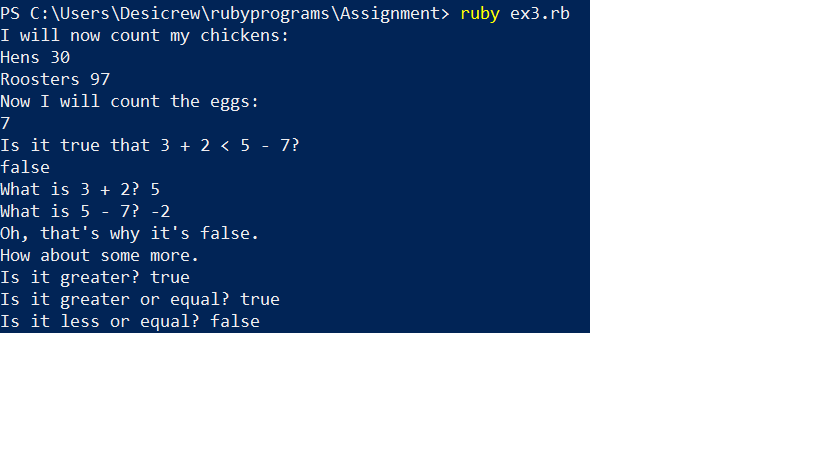 PS C:\Users\Desicrew\rubyprograms\Assignment> ruby ex3.rb
I will now count my chickens:
Hens 30
Roosters 97
Now I will count the eggs:
7
Is it true that 3 + 2 < 5 - 7?
false
What is 3 + 2? 5
What is 5 - 7? -2
Oh, that's why it's false.
How about some more.
Is it greater? true
Is it greater or equal? true
Is it less or equal? false